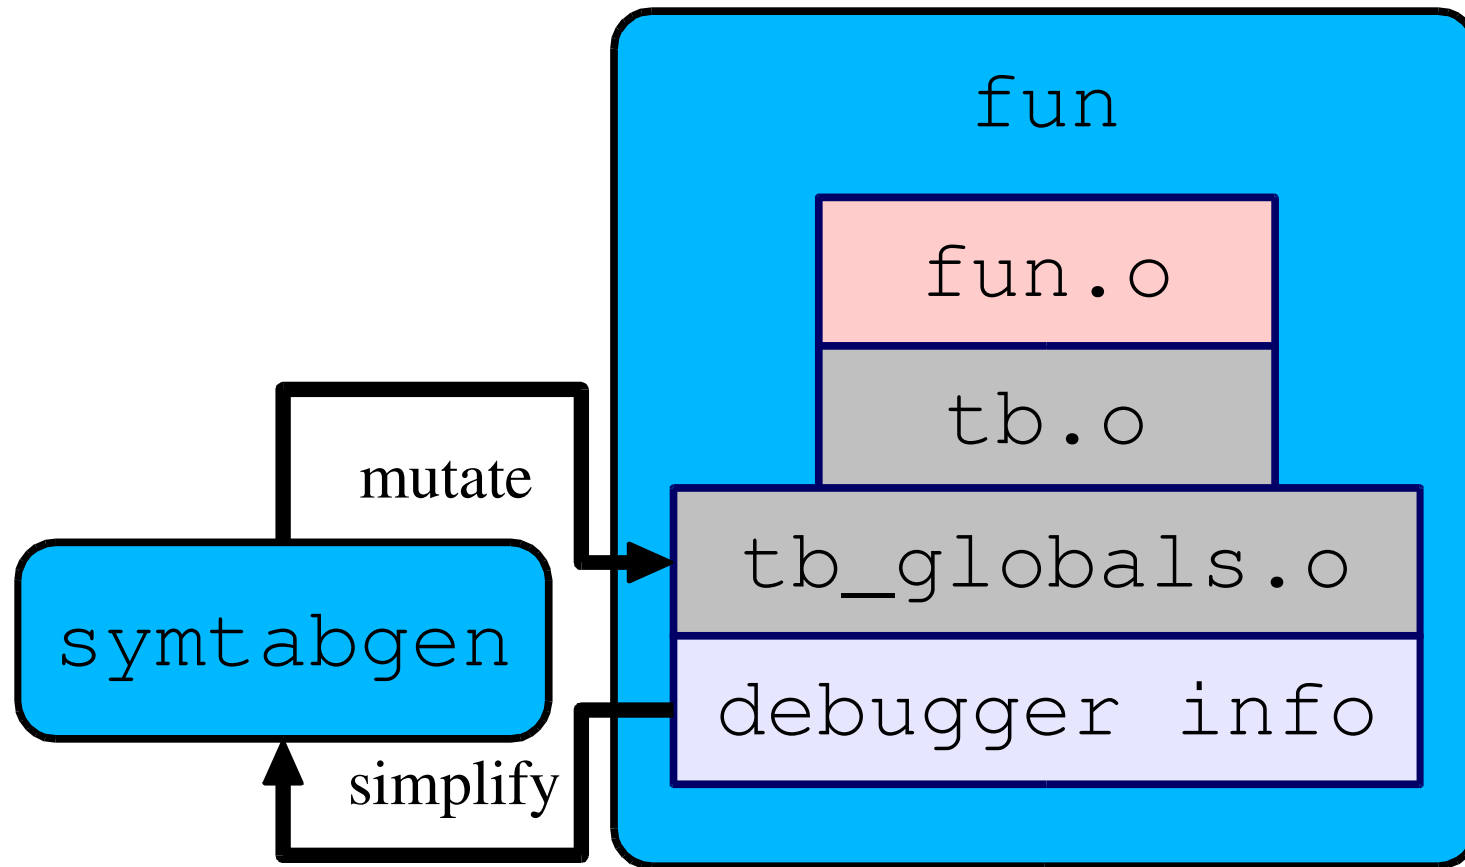 fun
fun.o
tb.o
mutate
tb_globals.o
symtabgen
debugger info
simplify